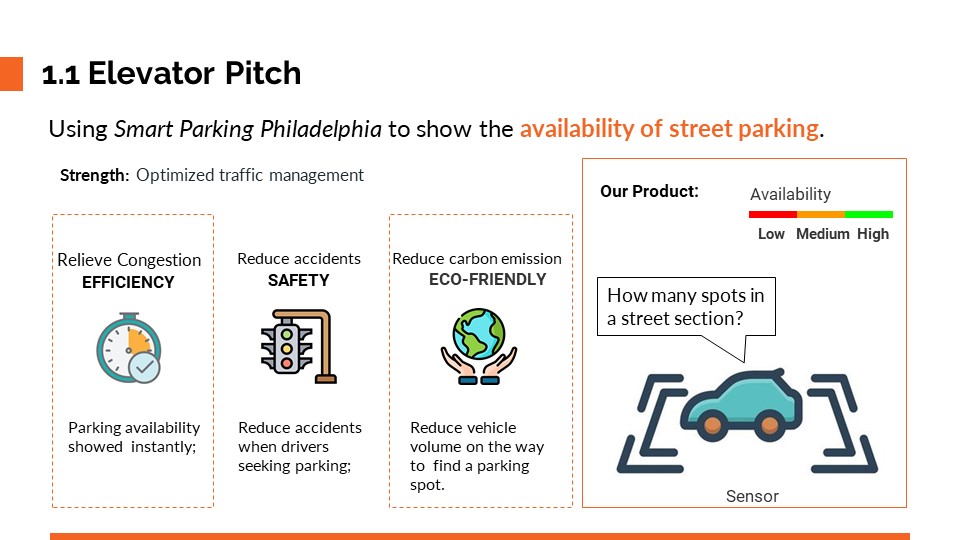 1.1 Elevator Pitch
Using Smart Parking Philadelphia to show the availability of street parking.
Strength: Optimized traffic management
Relieve Congestion
EFFICIENCY
Parking availability
showed instantly;
Reduce accidents
SAFETY
Reduce accidents
when drivers
seeking parking;
Reduce carbon emission
ECO-FRIENDLY
Reduce vehicle
volume on the way
to find a parking
spot.
Our Product:
Availability
Low Medium High
How many spots in
a street section?
Sensor